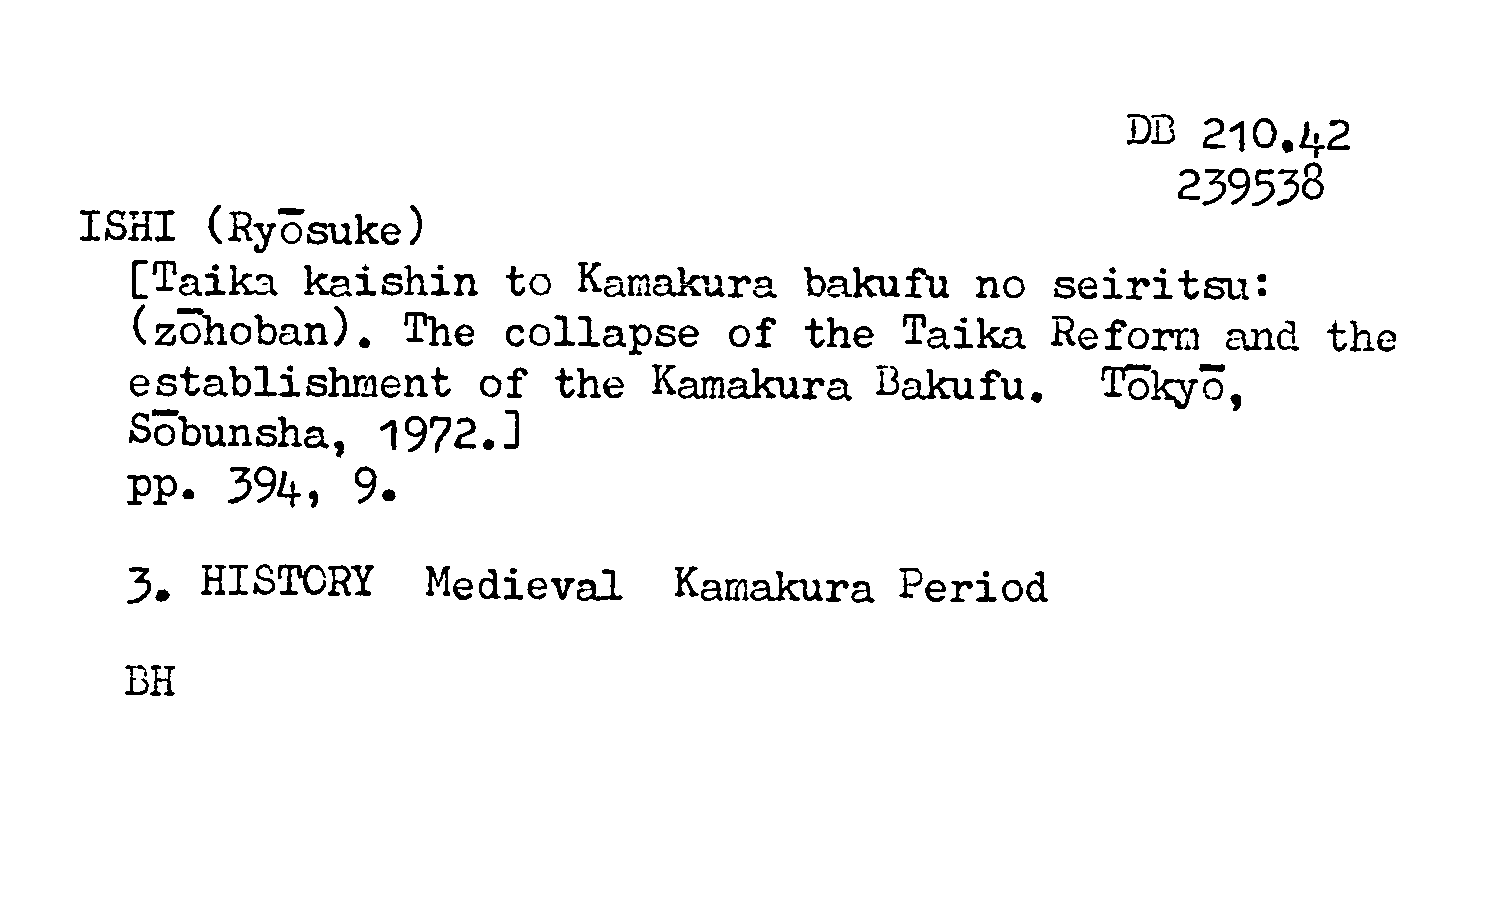 DB 210.42
239538
ISHI (Ryōsuke)
[Taika kaishin to Kamakura bakufu no seiritsu:
(zōhoban). The collapse of the Taika Reform and the
establishment of the Kamakura Bakufu. Tōkyō,
Sōbunsha, 1972.]
pp. 394, 9.
3. HISTORY Medieval Kamakura Period
BH